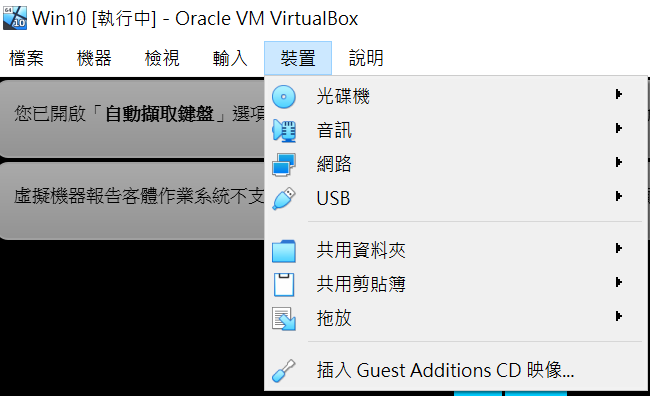 Win10 [執行中] - Oracle VM VirtualBox
檔案 機器 檢視 輸入 裝置 說明
您已開啟「自動擷取鍵盤」選項
虛擬機器報告客體作業系統不支
光碟機
音訊
網路
USB
共用資料夾
共用剪貼簿
拖放
插入 Guest Additions CD 映像...